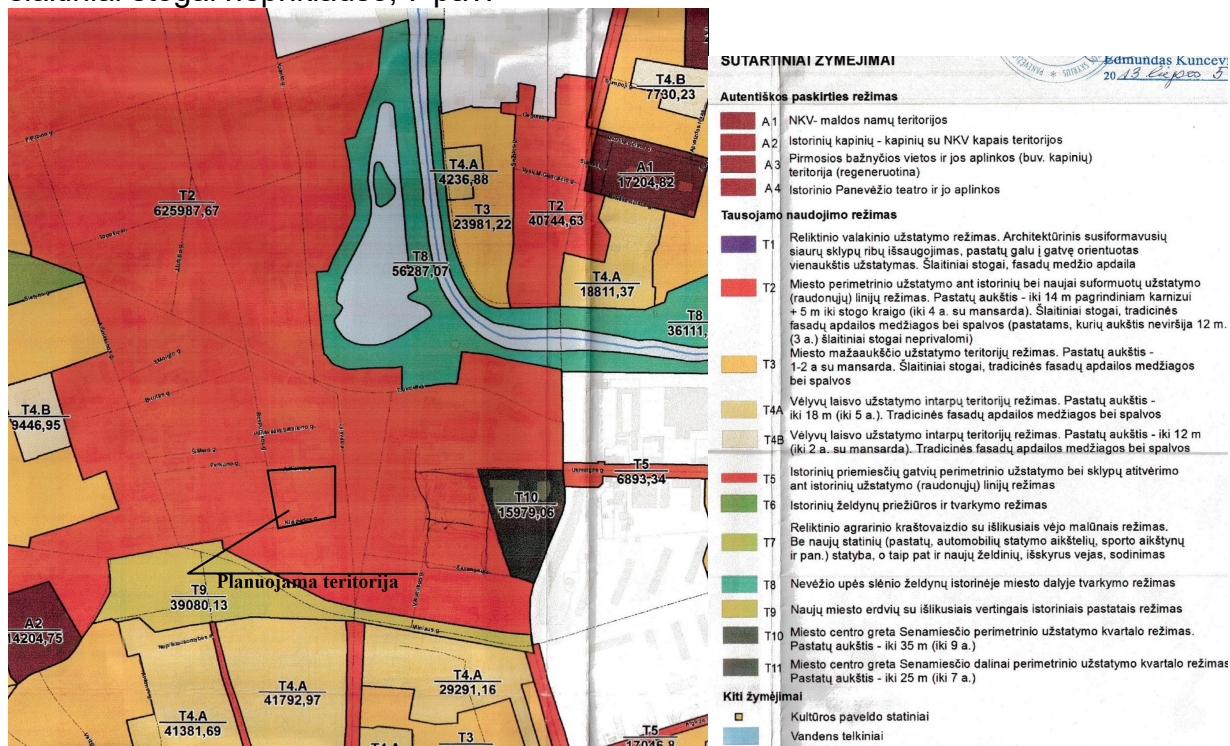 šlaitiniai stogai neprivalomi, 7 pav.
T4.B
7730,23
T4.A
14236,88
A1
17204,82
T2
625987,67
T3
23981,22
T2
40744,63
T8
56287,07
T4.A
18811,37
T8
36111,
T4.B
9446,95
T5
6893,34
T10
15979,06
Planuojama teritorija
T9
39080,13
A2
14204,75
T4.A
41792,97
T4.A
29291,16
T4.A
41381,69
T3
T5
17046,8
SUTARTINIAI ŽYMĖJIMAI
Edmundas Kuncevi
2013 liepos 5
Autentiškos paskirties režimas
A1 NKV- maldos namų teritorijos
A2 Istorinių kapinių - kapinių su NKV kapais teritorijos
A3 Pirmosios bažnyčios vietos ir jos aplinkos (buv. kapinių)
teritorija (regeneruotina)
A4 Istorinio Panevėžio teatro ir jo aplinkos
Tausojamo naudojimo režimas
T1 Reliktinio valakinio užstatymo režimas. Architektūrinis susiformavusių
siaurų sklypų ribų išsaugojimas, pastatų galu į gatvę orientuotas
vienaukštis užstatymas. Šlaitiniai stogai, fasadų medžio apdaila
T2 Miesto perimetrinio užstatymo ant istorinių bei naujai suformuotų užstatymo
(raudonųjų) linijų režimas. Pastatų aukštis - iki 14 m pagrindiniam karnizui
+ 5 m iki stogo kraigo (iki 4 a. su mansarda). Šlaitiniai stogai, tradicinės
fasadų apdailos medžiagos bei spalvos (pastatams, kurių aukštis neviršija 12 m.
(3 a.) šlaitiniai stogai neprivalomi)
T3 Miesto mažaaukščio užstatymo teritorijų režimas. Pastatų aukštis -
1-2 a su mansarda. Šlaitiniai stogai, tradicinės fasadų apdailos medžiagos
bei spalvos
T4A Vėlyvų laisvo užstatymo intarpų teritorijų režimas. Pastatų aukštis -
iki 18 m (iki 5 a.). Tradicinės fasadų apdailos medžiagos bei spalvos
T4B Vėlyvų laisvo užstatymo intarpų teritorijų režimas. Pastatų aukštis - iki 12 m
(iki 2 a. su mansarda). Tradicinės fasadų apdailos medžiagos bei spalvos
T5 Istorinių priemiesčių gatvių perimetrinio užstatymo bei sklypų atitvėrimo
ant istorinių užstatymo (raudonųjų) linijų režimas
T6 Istorinių želdynų priežiūros ir tvarkymo režimas
T7 Reliktinio agrarinio kraštovaizdio su išlikusiais vėjo malūnais režimas.
Be naujų statinių (pastatų, automobilių statymo aikštelių, sporto aikštynų
ir pan.) statyba, o taip pat ir naujų želdinių, išskyrus vejas, sodinimas
T8 Nevėžio upės slėnio želdynų istorinėje miesto dalyje tvarkymo režimas
T9 Naujų miesto erdvių su išlikusiais vertingais istoriniais pastatais režimas
T10 Miesto centro greta Senamiesčio perimetrinio užstatymo kvartalo režimas.
Pastatų aukštis - iki 35 m (iki 9 a.)
T11 Miesto centro greta Senamiesčio dalinai perimetrinio užstatymo kvartalo režimas
Pastatų aukštis - iki 25 m (iki 7 a.)
Kiti žymėjimai
Kultūros paveldo statiniai
Vandens telkiniai